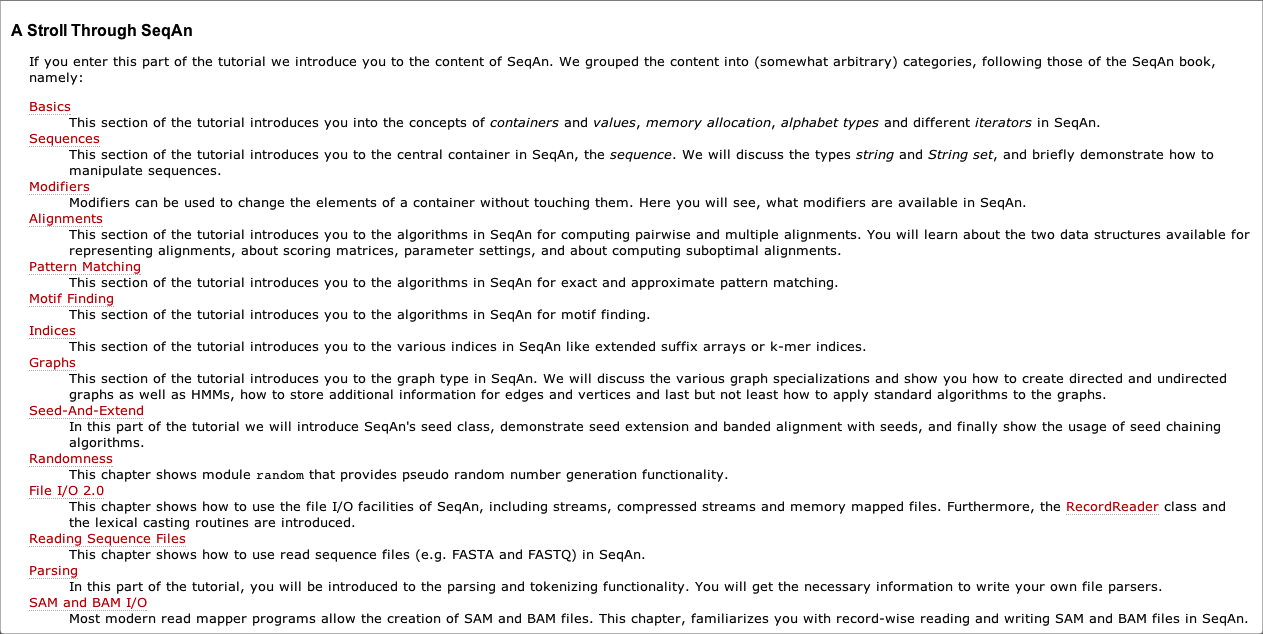 A Stroll Through SeqAn
If you enter this part of the tutorial we introduce you to the content of SeqAn. We grouped the content into (somewhat arbitrary) categories, following those of the SeqAn book,
namely:
Basics
This section of the tutorial introduces you into the concepts of containers and values, memory allocation, alphabet types and different iterators in SeqAn.
Sequences
This section of the tutorial introduces you to the central container in SeqAn, the sequence. We will discuss the types string and String set, and briefly demonstrate how to
manipulate sequences.
Modifiers
Modifiers can be used to change the elements of a container without touching them. Here you will see, what modifiers are available in SeqAn.
Alignments
This section of the tutorial introduces you to the algorithms in SeqAn for computing pairwise and multiple alignments. You will learn about the two data structures available for
representing alignments, about scoring matrices, parameter settings, and about computing suboptimal alignments.
Pattern Matching
This section of the tutorial introduces you to the algorithms in SeqAn for exact and approximate pattern matching.
Motif Finding
This section of the tutorial introduces you to the algorithms in SeqAn for motif finding.
Indices
This section of the tutorial introduces you to the various indices in SeqAn like extended suffix arrays or k-mer indices.
Graphs
This section of the tutorial introduces you to the graph type in SeqAn. We will discuss the various graph specializations and show you how to create directed and undirected
graphs as well as HMMs, how to store additional information for edges and vertices and last but not least how to apply standard algorithms to the graphs.
Seed-And-Extend
In this part of the tutorial we will introduce SeqAn's seed class, demonstrate seed extension and banded alignment with seeds, and finally show the usage of seed chaining
algorithms.
Randomness
This chapter shows module random that provides pseudo random number generation functionality.
File I/O 2.0
This chapter shows how to use the file I/O facilities of SeqAn, including streams, compressed streams and memory mapped files. Furthermore, the RecordReader class and
the lexical casting routines are introduced.
Reading Sequence Files
This chapter shows how to use read sequence files (e.g. FASTA and FASTQ) in SeqAn.
Parsing
In this part of the tutorial, you will be introduced to the parsing and tokenizing functionality. You will get the necessary information to write your own file parsers.
SAM and BAM I/O
Most modern read mapper programs allow the creation of SAM and BAM files. This chapter, familiarizes you with record-wise reading and writing SAM and BAM files in SeqAn.